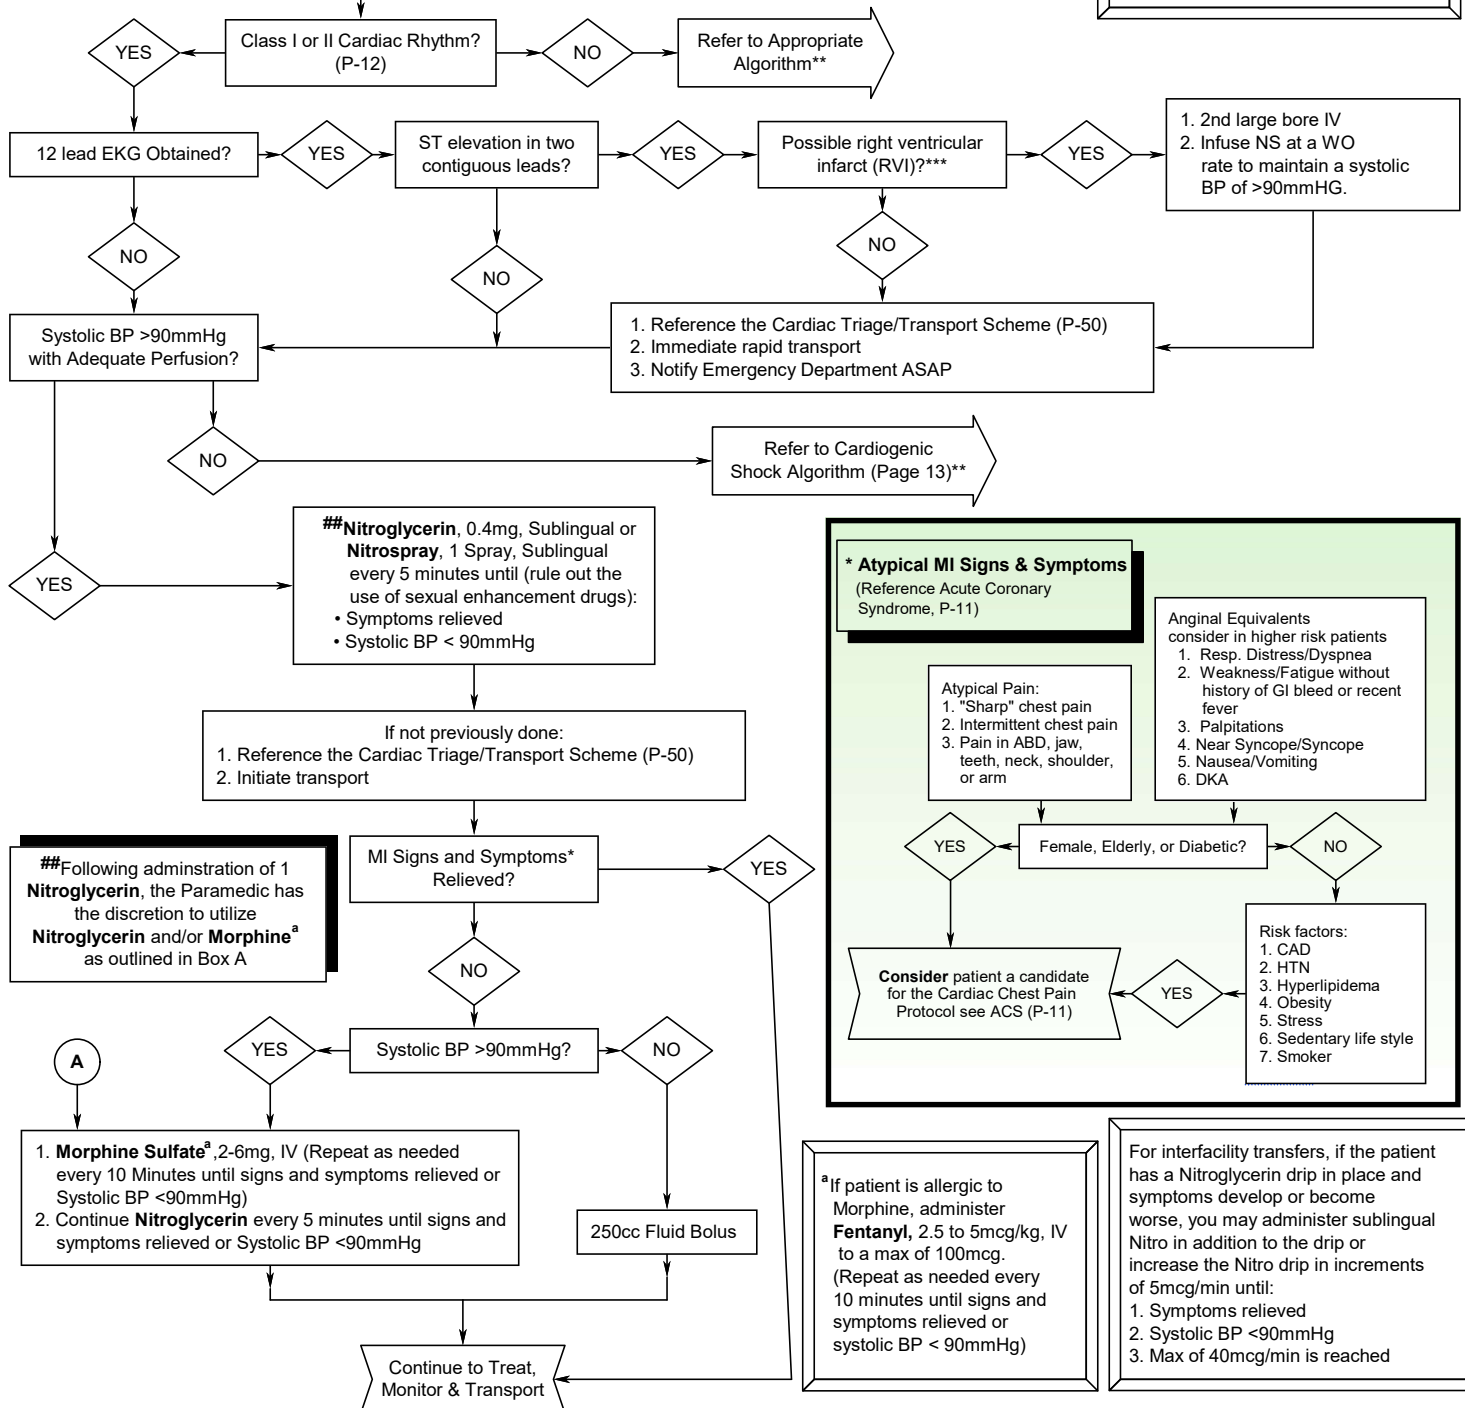 YES
Class I or II Cardiac Rhythm?
(P-12)
NO
Refer to Appropriate
Algorithm**
12 lead EKG Obtained?
YES
ST elevation in two
contiguous leads?
YES
Possible right ventricular
infarct (RVI)?***
YES
1. 2nd large bore IV
2. Infuse NS at a WO
rate to maintain a systolic
BP of >90mmHG.
NO
NO
NO
Systolic BP >90mmHg
with Adequate Perfusion?
1. Reference the Cardiac Triage/Transport Scheme (P-50)
2. Immediate rapid transport
3. Notify Emergency Department ASAP
NO
Refer to Cardiogenic
Shock Algorithm (Page 13)**
YES
##Nitroglycerin, 0.4mg, Sublingual or
Nitrospray, 1 Spray, Sublingual
every 5 minutes until (rule out the
use of sexual enhancement drugs):
• Symptoms relieved
• Systolic BP < 90mmHg
If not previously done:
1. Reference the Cardiac Triage/Transport Scheme (P-50)
2. Initiate transport
##Following adminstration of 1
Nitroglycerin, the Paramedic has
the discretion to utilize
Nitroglycerin and/or Morphineª
as outlined in Box A
MI Signs and Symptoms*
Relieved?
YES
NO
Systolic BP >90mmHg?
YES
NO
A
1. Morphine Sulfateª,2-6mg, IV (Repeat as needed
every 10 Minutes until signs and symptoms relieved or
Systolic BP <90mmHg)
2. Continue Nitroglycerin every 5 minutes until signs and
symptoms relieved or Systolic BP <90mmHg
250cc Fluid Bolus
Continue to Treat,
Monitor & Transport
* Atypical MI Signs & Symptoms
(Reference Acute Coronary
Syndrome, P-11)
Atypical Pain:
1. "Sharp" chest pain
2. Intermittent chest pain
3. Pain in ABD, jaw,
teeth, neck, shoulder,
or arm
Anginal Equivalents
consider in higher risk patients
1. Resp. Distress/Dyspnea
2. Weakness/Fatigue without
history of GI bleed or recent
fever
3. Palpitations
4. Near Syncope/Syncope
5. Nausea/Vomiting
6. DKA
YES
Female, Elderly, or Diabetic?
NO
Consider patient a candidate
for the Cardiac Chest Pain
Protocol see ACS (P-11)
YES
Risk factors:
1. CAD
2. HTN
3. Hyperlipidema
4. Obesity
5. Stress
6. Sedentary life style
7. Smoker
ªIf patient is allergic to
Morphine, administer
Fentanyl, 2.5 to 5mcg/kg, IV
to a max of 100mcg.
(Repeat as needed every
10 minutes until signs and
symptoms relieved or
systolic BP < 90mmHg)
For interfacility transfers, if the patient
has a Nitroglycerin drip in place and
symptoms develop or become
worse, you may administer sublingual
Nitro in addition to the drip or
increase the Nitro drip in increments
of 5mcg/min until:
1. Symptoms relieved
2. Systolic BP <90mmHg
3. Max of 40mcg/min is reached